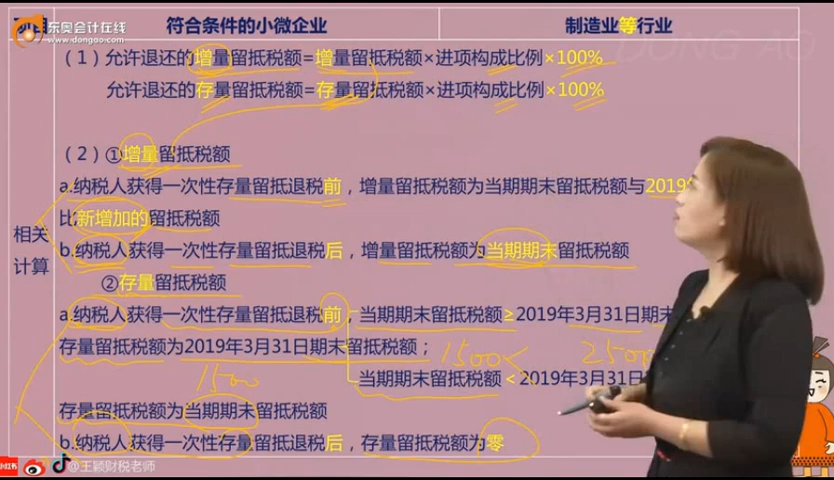 项目 符合条件的小微企业 制造业等行业
东奥会计在线
www.dongao.com
DONG AO
(1)允许退还的增量留抵税额=增量留抵税额×进项构成比例×100%
允许退还的存量留抵税额=存量留抵税额×进项构成比例×100%
(2)①增量留抵税额
a.纳税人获得一次性存量留抵退税前,增量留抵税额为当期期末留抵税额与2019
比新增加的留抵税额
相关
计算
b.纳税人获得一次性存量留抵退税后,增量留抵税额为当期期末留抵税额
②存量留抵税额
a.纳税人获得一次性存量留抵退税前,当期期末留抵税额≥2019年3月31日期末
存量留抵税额为2019年3月31日期末留抵税额;
1500<
1500
当期期末留抵税额<2019年3月31日
存量留抵税额为当期期末留抵税额
b.纳税人获得一次性存量留抵退税后,存量留抵税额为零
小红书
@王颖财税老师